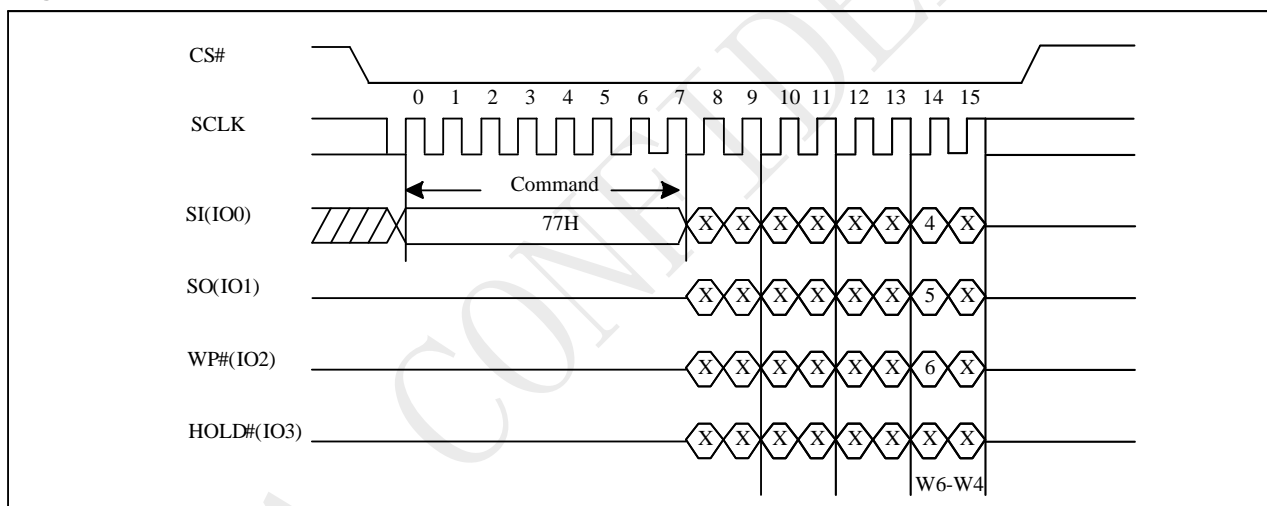 CS#
0 1 2 3 4 5 6 7 8 9 10 11 12 13 14 15
SCLK
Command
SI(IO0) 77H X X X X X X 4 X
SO(IO1) X X X X X X 5 X
WP#(IO2) X X X X X X 6 X
HOLD#(IO3) X X X X X X X X
W6-W4